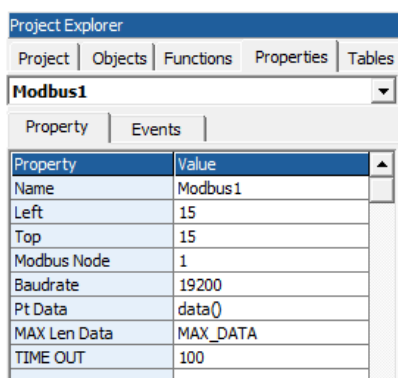 Project Explorer
Project Objects Functions Properties Tables
Modbus1
Property Events
Property Value
Name Modbus1
Left 15
Top 15
Modbus Node 1
Baudrate 19200
Pt Data data()
MAX Len Data MAX_DATA
TIME OUT 100